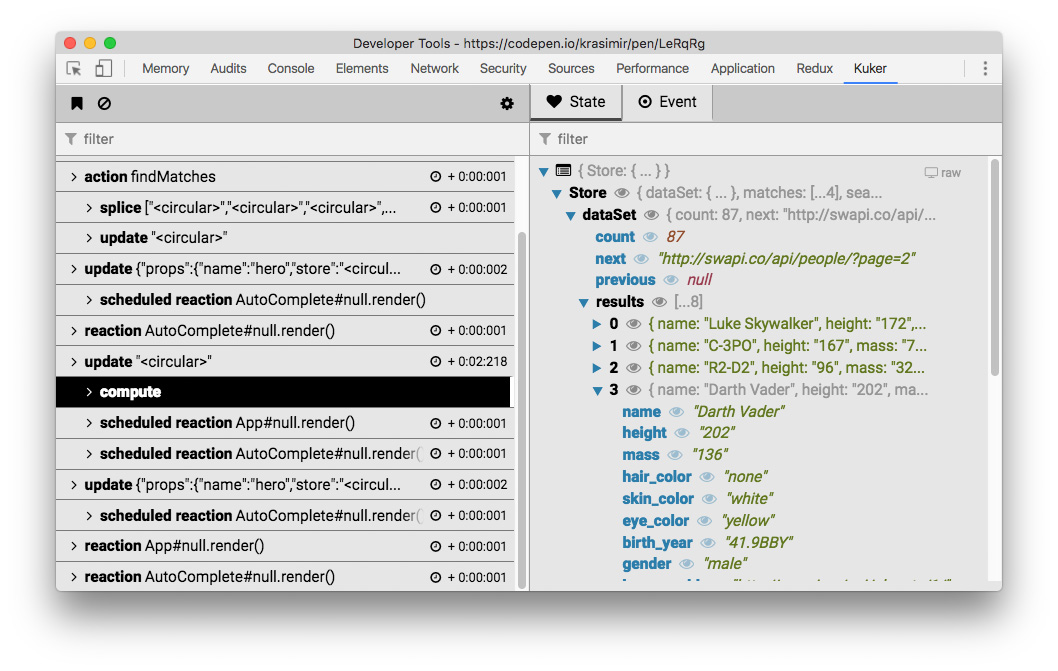 Developer Tools - https://codepen.io/krasimir/pen/LeRqRg
Memory Audits Console Elements Network Security Sources Performance Application Redux Kuker
State Event
filter
action findMatches + 0:00:001
splice ["<circular>","<circular>","<circular>",... + 0:00:001
update "<circular>"
update {"props":{"name":"hero","store":"<circul... + 0:00:002
scheduled reaction AutoComplete#null.render()
reaction AutoComplete#null.render() + 0:00:001
update "<circular>" + 0:02:218
compute
scheduled reaction App#null.render() + 0:00:001
scheduled reaction AutoComplete#null.render() + 0:00:001
update {"props":{"name":"hero","store":"<circul... + 0:00:002
scheduled reaction AutoComplete#null.render() + 0:00:001
reaction App#null.render() + 0:00:001
reaction AutoComplete#null.render() + 0:00:001
filter
{ Store: { ... } } raw
Store { dataSet: { ... }, matches: [...4], sea...
dataSet { count: 87, next: "http://swapi.co/api/...
count 87
next "http://swapi.co/api/people/?page=2"
previous null
results [...8]
0 { name: "Luke Skywalker", height: "172",...
1 { name: "C-3PO", height: "167", mass: "7...
2 { name: "R2-D2", height: "96", mass: "32...
3 { name: "Darth Vader", height: "202", ma...
name "Darth Vader"
height "202"
mass "136"
hair_color "none"
skin_color "white"
eye_color "yellow"
birth_year "41.9BBY"
gender "male"